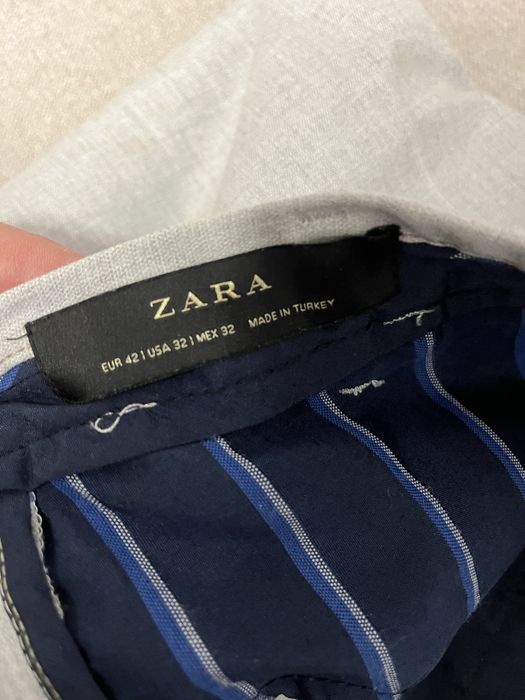 ZARA
EUR 42 | USA 32 | MEX 32 MADE IN TURKEY